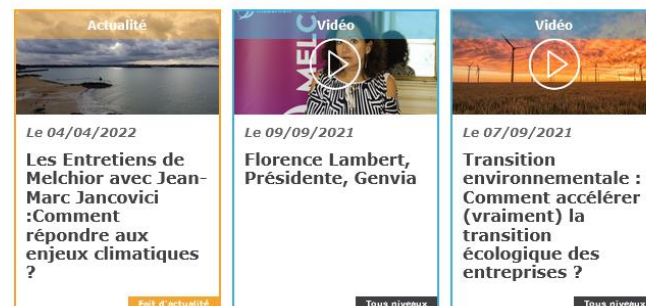 Actualité
Le 04/04/2022
Les Entretiens de
Melchior avec Jean-
Marc Jancovici
:Comment
répondre aux
enjeux climatiques
?
Fait d'actualité
Vidéo
MELC
Le 09/09/2021
Florence Lambert,
Présidente, Genvia
Tous niveaux
Vidéo
Le 07/09/2021
Transition
environnementale :
Comment accélérer
(vraiment) la
transition
écologique des
entreprises ?
Tous niveaux